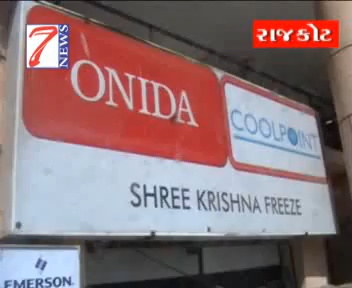 7 NEWS
રાજકોટ
ONIDA
COOLPOINT
SHREE KRISHNA FREEZE
EMERSON